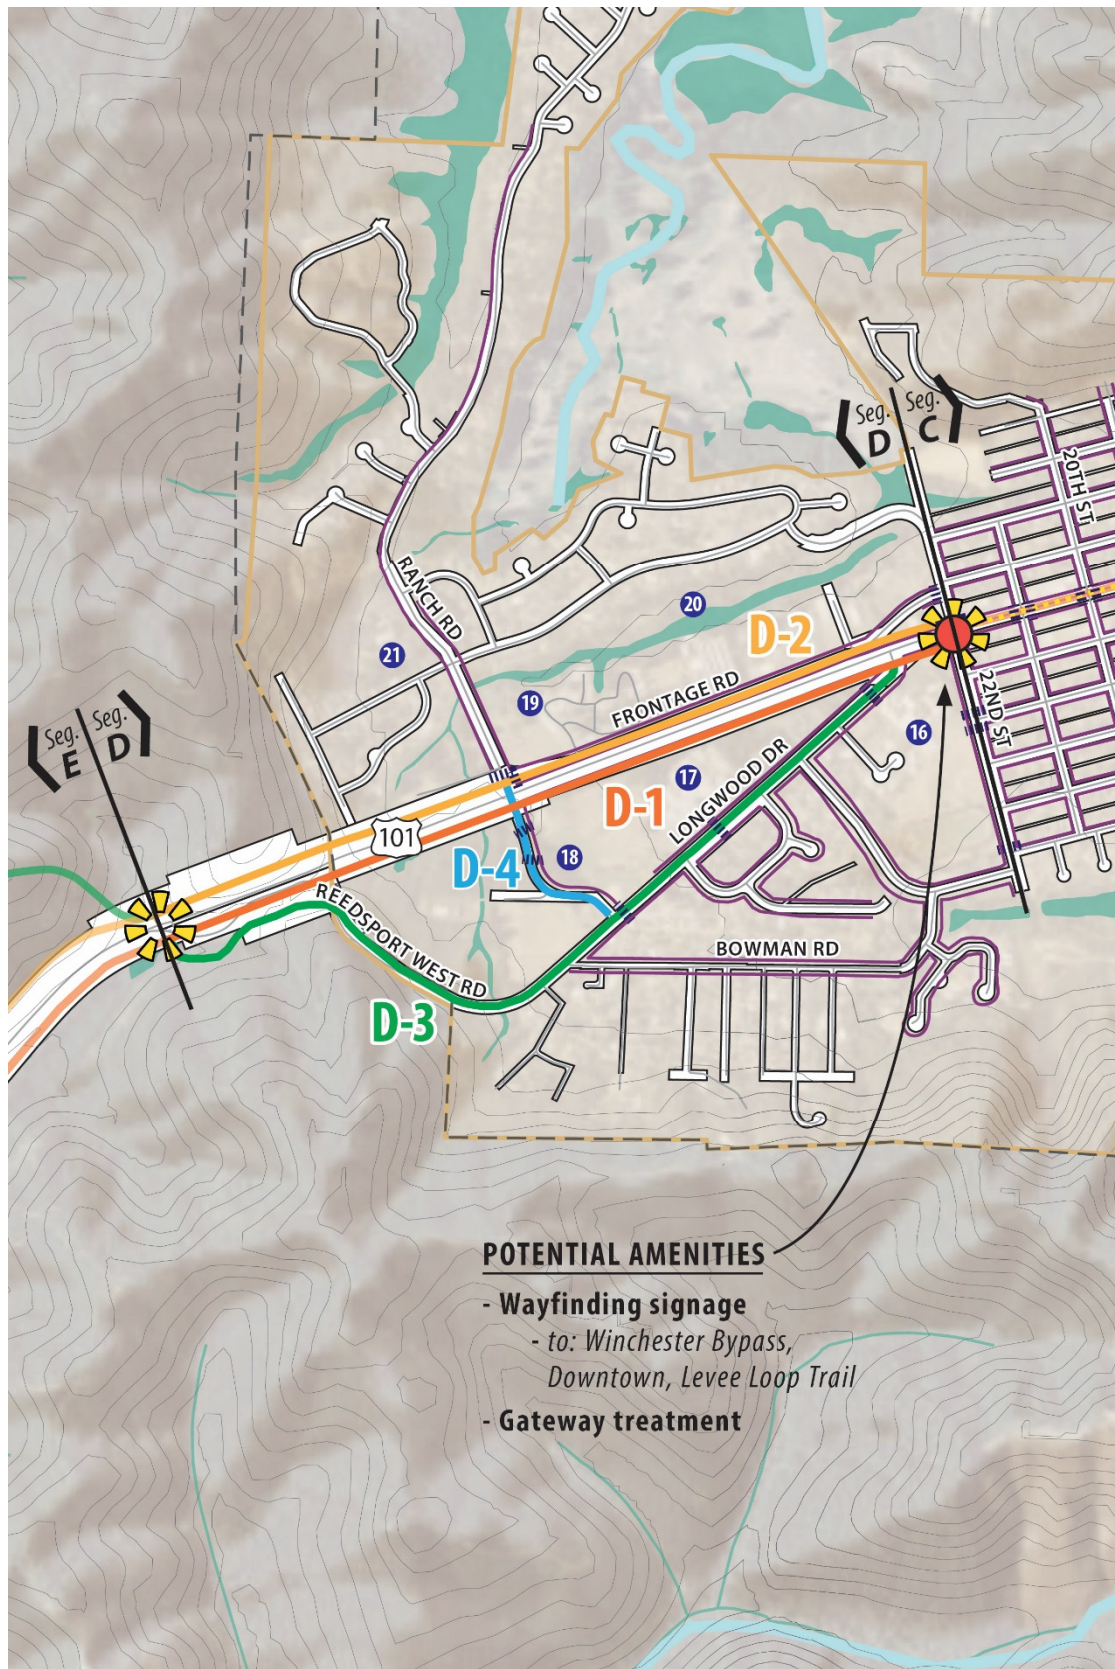 Seg.
D
Seg.
C
20TH ST
RANCH RD
20
D-2
21
19
FRONTAGE RD
22ND ST
16
Seg.
E
Seg.
D
17
D-1
LONGWOOD DR
101
D-4
18
REEDSPORT WEST RD
BOWMAN RD
D-3
POTENTIAL AMENITIES
- Wayfinding signage
- to: Winchester Bypass,
Downtown, Levee Loop Trail
- Gateway treatment